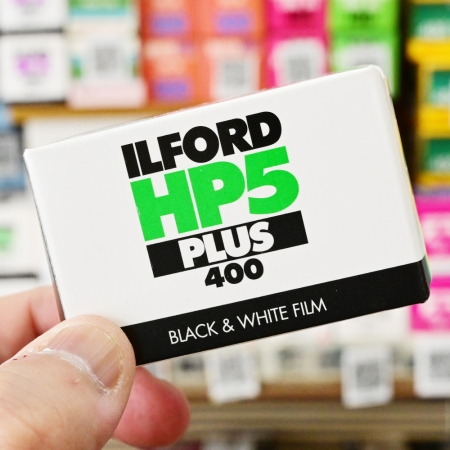 ILFORD
HP5
PLUS
400
BLACK & WHITE FILM